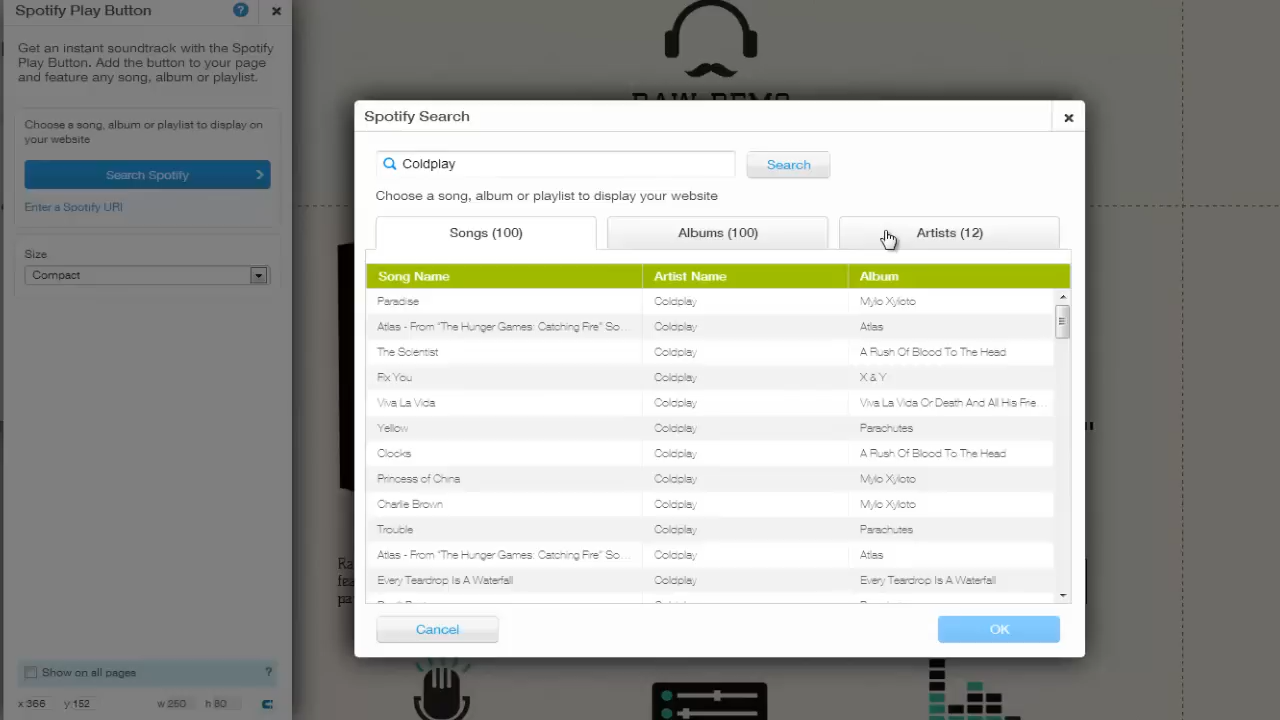 Spotify Play Button
?
Get an instant soundtrack with the Spotify
Play Button. Add the button to your page
and feature any song, album or playlist.
Choose a song, album or playlist to display on
your website
Search Spotify
Enter a Spotify URI
Size
Compact
Show on all pages
?
x:366 y:152 w 250 h 80
Spotify Search
Coldplay
Search
Choose a song, album or playlist to display your website
Songs (100) Albums (100) Artists (12)
Song Name Artist Name Album
Paradise Coldplay Mylo Xyloto
Atlas - From "The Hunger Games: Catching Fire" So... Coldplay Atlas
The Scientist Coldplay A Rush Of Blood To The Head
Fix You Coldplay X & Y
Viva La Vida Coldplay Viva La Vida Or Death And All His Frie...
Yellow Coldplay Parachutes
Clocks Coldplay A Rush Of Blood To The Head
Princess of China Coldplay Mylo Xyloto
Charlie Brown Coldplay Mylo Xyloto
Trouble Coldplay Parachutes
Atlas - From "The Hunger Games: Catching Fire" So... Coldplay Atlas
Every Teardrop Is A Waterfall Coldplay Every Teardrop Is A Waterfall
Cancel
OK